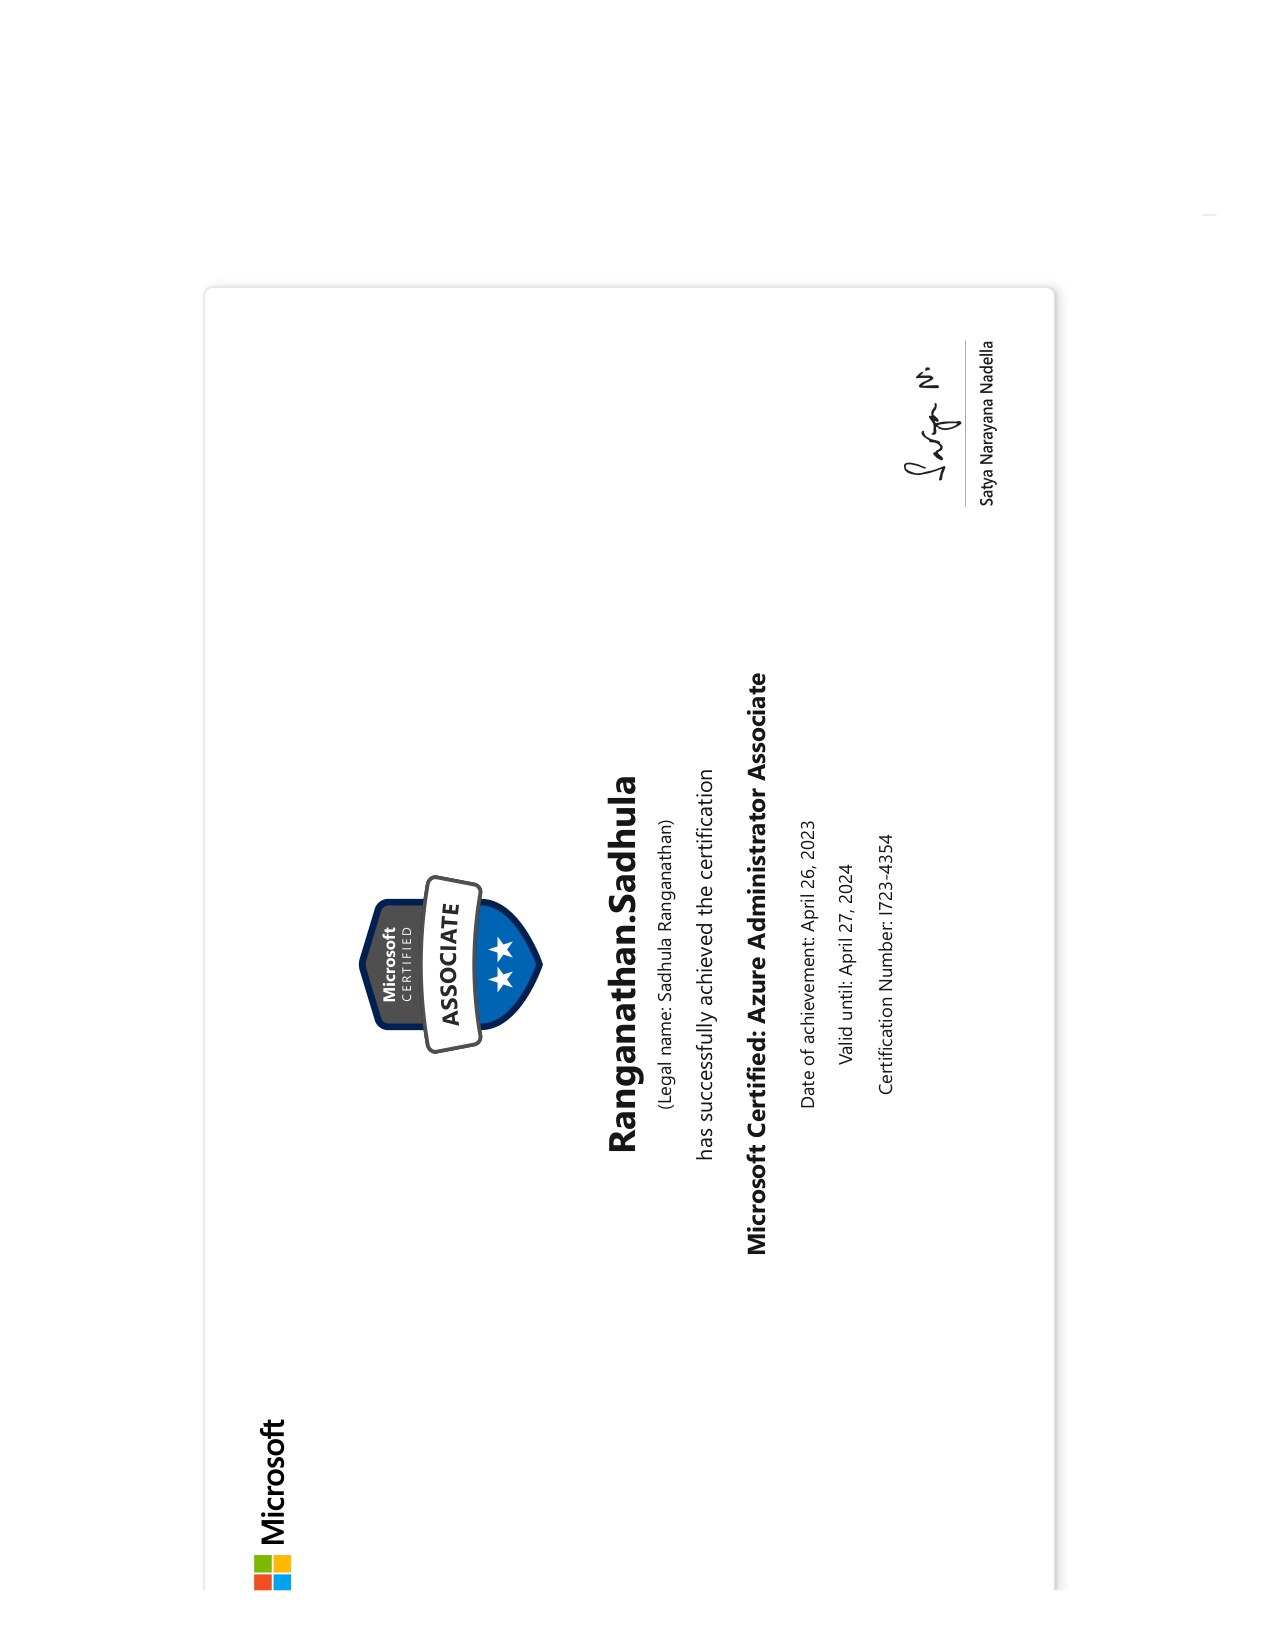 Microsoft
Microsoft
CERTIFIED
ASSOCIATE
Ranganathan.Sadhula
(Legal name: Sadhula Ranganathan)
has successfully achieved the certification
Microsoft Certified: Azure Administrator Associate
Date of achievement: April 26, 2023
Valid until: April 27, 2024
Certification Number: I723-4354
Satya N.
Satya Narayana Nadella